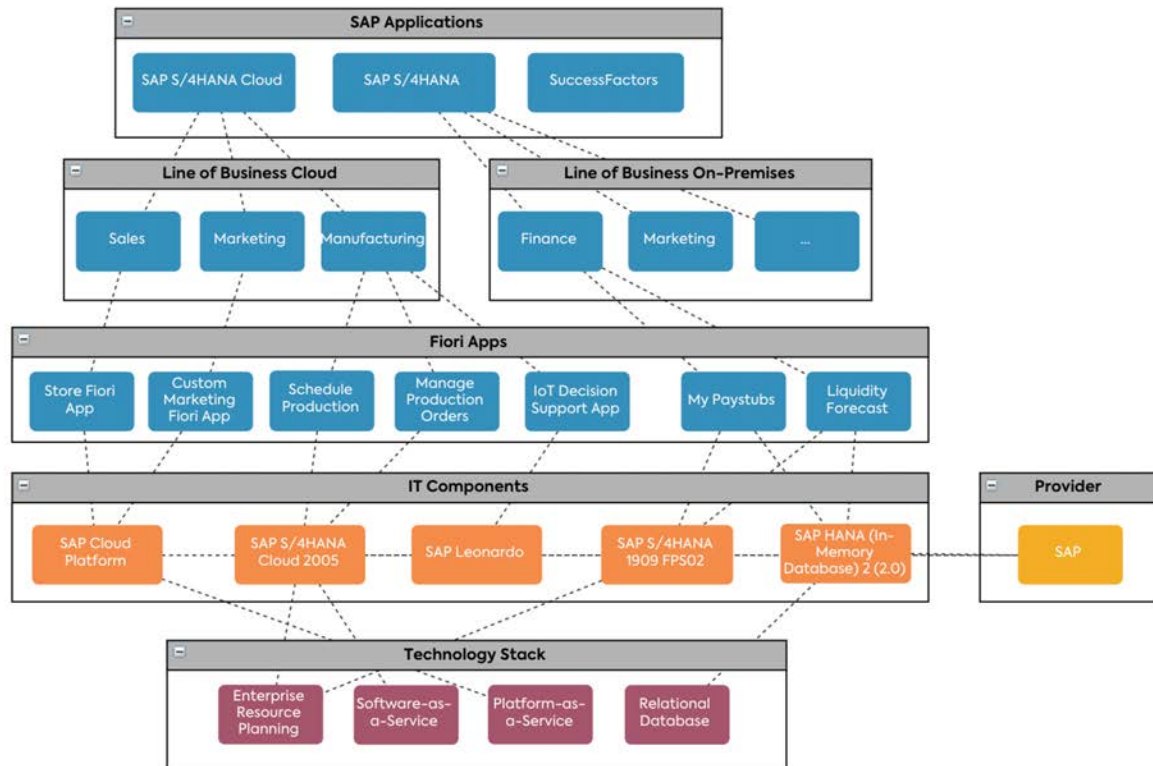 SAP Applications
SAP S/4HANA Cloud
SAP S/4HANA
SuccessFactors
Line of Business Cloud
Line of Business On-Premises
Sales
Marketing
Manufacturing
Finance
Marketing
...
Fiori Apps
Store Fiori
App
Custom
Marketing
Fiori App
Schedule
Production
Manage
Production
Orders
IoT Decision
Support App
My Paystubs
Liquidity
Forecast
IT Components
Provider
SAP Cloud
Platform
SAP S/4HANA
Cloud 2005
SAP Leonardo
SAP S/4HANA
1909 FPS02
SAP HANA (In-
Memory
Database) 2 (2.0)
SAP
Technology Stack
Enterprise
Resource
Planning
Software-as-
a-Service
Platform-as-
a-Service
Relational
Database